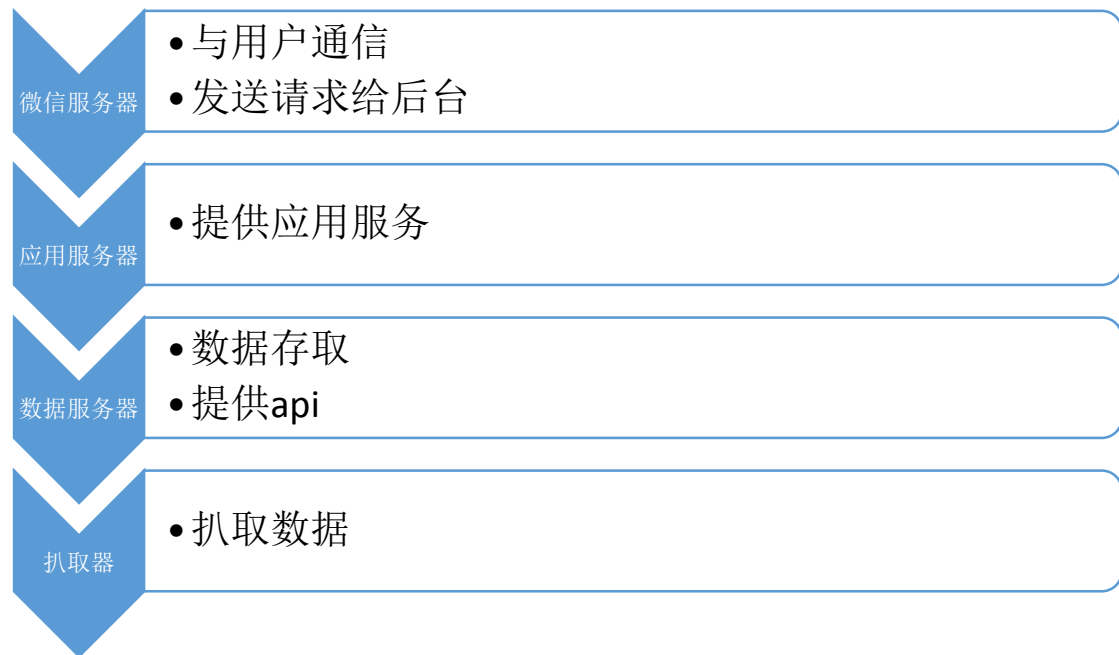 微信服务器
•与用户通信
•发送请求给后台
应用服务器
•提供应用服务
数据服务器
•数据存取
•提供api
扒取器
•扒取数据